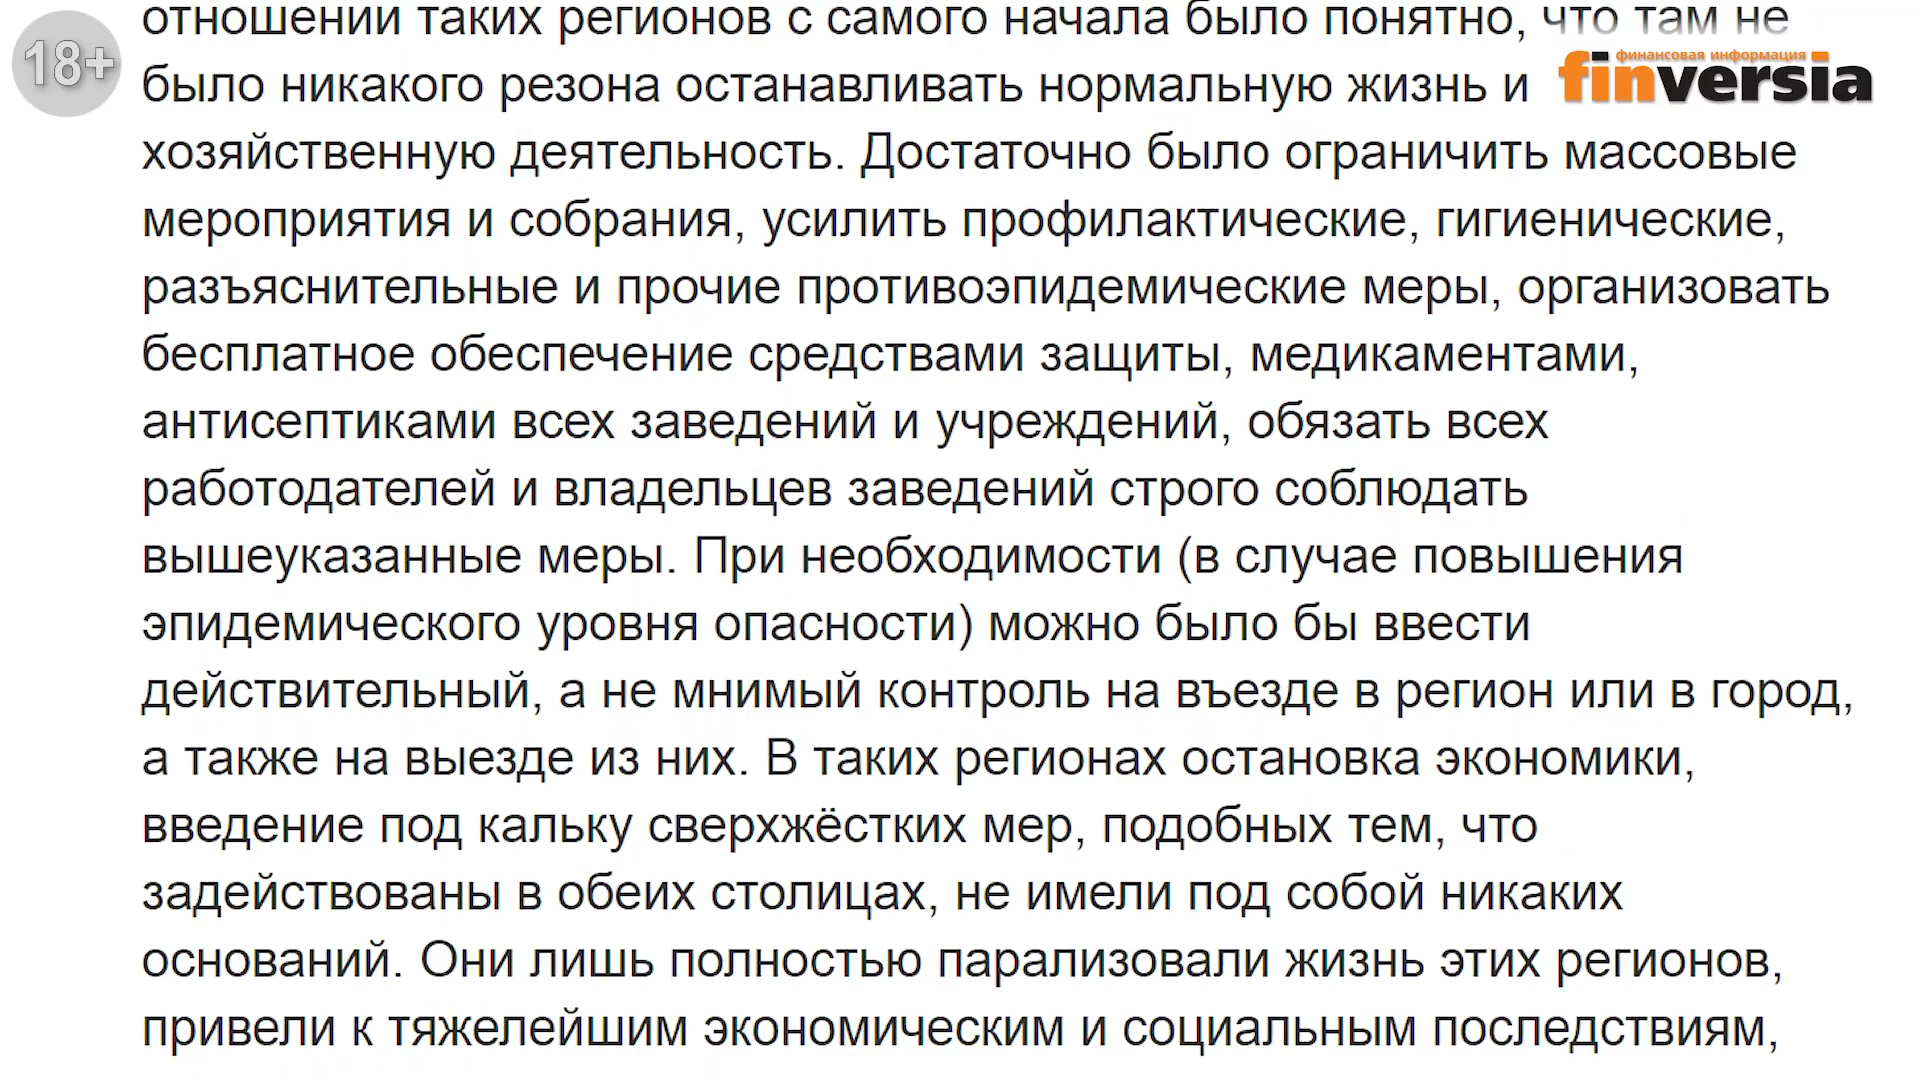 отношении таких регионов с самого начала было понятно, что там не
18+
финансовая информация
finversia
было никакого резона останавливать нормальную жизнь и
хозяйственную деятельность. Достаточно было ограничить массовые
мероприятия и собрания, усилить профилактические, гигиенические,
разъяснительные и прочие противоэпидемические меры, организовать
бесплатное обеспечение средствами защиты, медикаментами,
антисептиками всех заведений и учреждений, обязать всех
работодателей и владельцев заведений строго соблюдать
вышеуказанные меры. При необходимости (в случае повышения
эпидемического уровня опасности) можно было бы ввести
действительный, а не мнимый контроль на въезде в регион или в город,
а также на выезде из них. В таких регионах остановка экономики,
введение под кальку сверхжёстких мер, подобных тем, что
задействованы в обеих столицах, не имели под собой никаких
оснований. Они лишь полностью парализовали жизнь этих регионов,
привели к тяжелейшим экономическим и социальным последствиям,